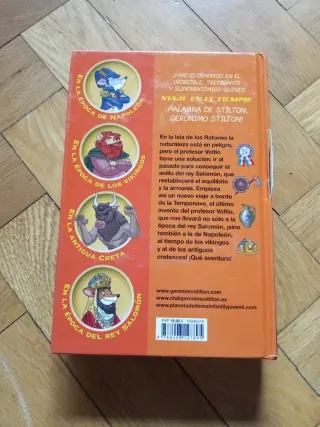 ¡PARTID CONMIGO EN EL
INCREÍBLE, TREPIDANTE
Y SUPERRATÓNICO QUINTO
VIAJE EN EL TIEMPO!
¡PALABRA DE STILTON,
GERONIMO STILTON!
En la Isla de los Ratones la
naturaleza está en peligro,
pero el profesor Voltio
tiene una solución: ir al
pasado para conseguir el
anillo del rey Salomón, que
restablecerá el equilibrio
y la armonía. Empieza
así un nuevo viaje a bordo
de la Temponave, el último
invento del profesor Voltio,
que nos llevará no sólo a la
época del rey Salomón, sino
también a la de Napoleón,
al tiempo de los vikingos
y al de los antiguos
cretenses! ¡Qué aventura!
EN LA ÉPOCA DE NAPOLEÓN
EN LA ÉPOCA DE LOS VIKINGOS
EN LA ANTIGUA CRETA
EN LA ÉPOCA DEL REY SALOMÓN
www.geronimostilton.com
www.clubgeronimostilton.es
www.planetadelibrosinfantilyjuvenil.com